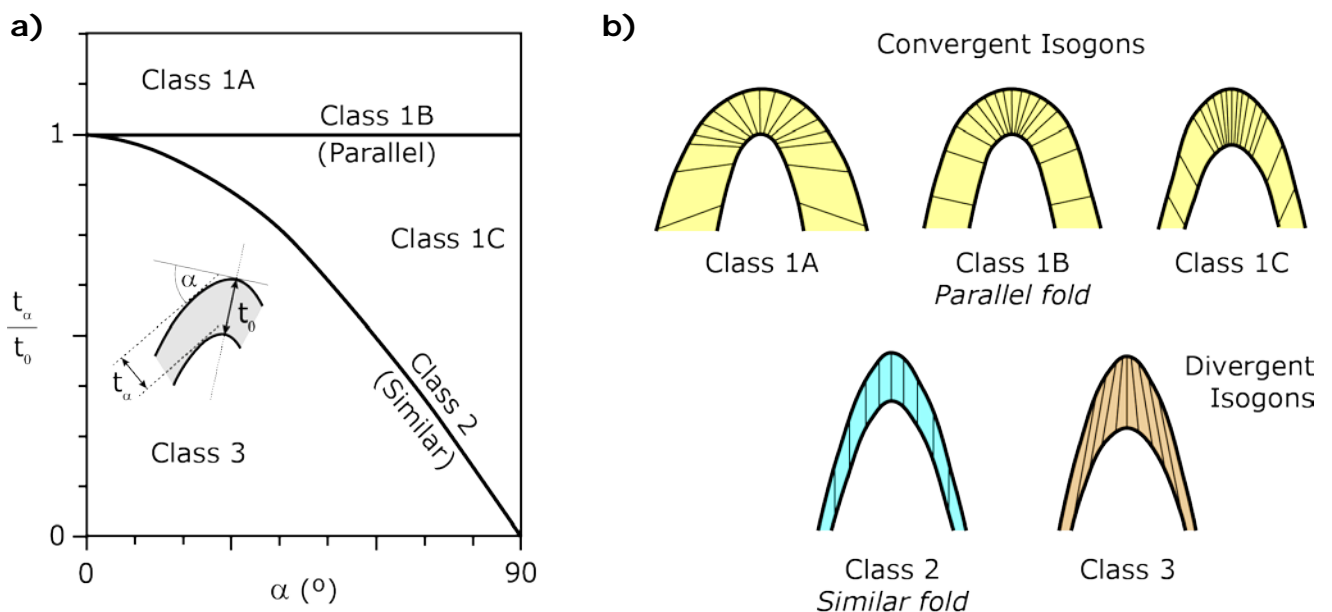 a)
Class 1A
Class 1B
(Parallel)
1
Class 1C
α
t₀
tα
t₀
tα
Class 2
(Similar)
Class 3
0
0
90
α (º)
b)
Convergent Isogons
Class 1A
Class 1B
Parallel fold
Class 1C
Divergent
Isogons
Class 2
Similar fold
Class 3